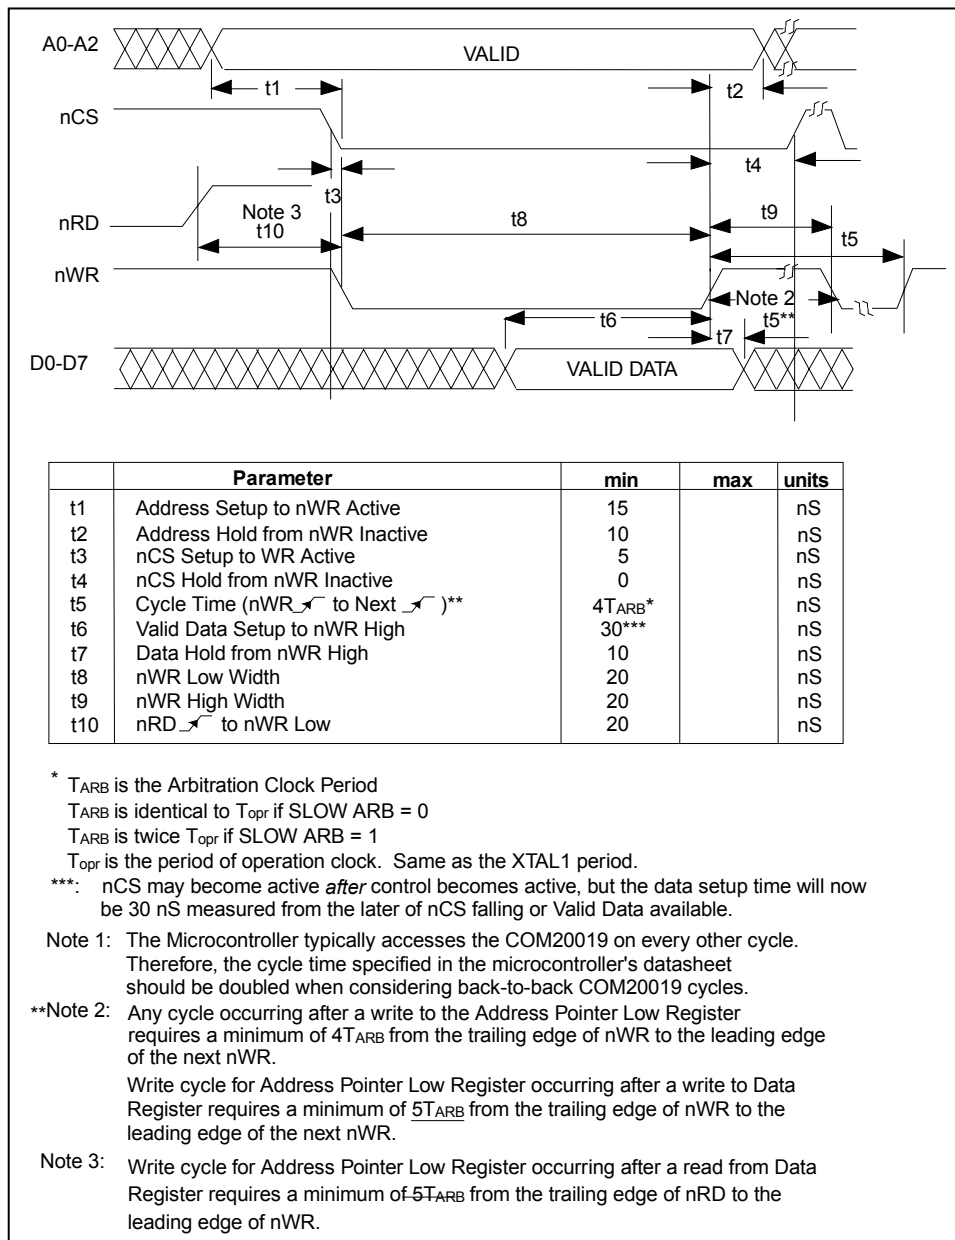 A0-A2
VALID
t1
t2
nCS
t4
t3
nRD
Note 3
t10
t8
t9
t5
nWR
Note 2
t6
t5**
t7
D0-D7
VALID DATA
Parameter min max units
t1 Address Setup to nWR Active 15 nS
t2 Address Hold from nWR Inactive 10 nS
t3 nCS Setup to WR Active 5 nS
t4 nCS Hold from nWR Inactive 0 nS
t5 Cycle Time (nWR to Next )** 4TARB* nS
t6 Valid Data Setup to nWR High 30*** nS
t7 Data Hold from nWR High 10 nS
t8 nWR Low Width 20 nS
t9 nWR High Width 20 nS
t10 nRD to nWR Low 20 nS
* TARB is the Arbitration Clock Period
TARB is identical to Topr if SLOW ARB = 0
TARB is twice Topr if SLOW ARB = 1
Topr is the period of operation clock. Same as the XTAL1 period.
***: nCS may become active after control becomes active, but the data setup time will now
be 30 nS measured from the later of nCS falling or Valid Data available.
Note 1: The Microcontroller typically accesses the COM20019 on every other cycle.
Therefore, the cycle time specified in the microcontroller's datasheet
should be doubled when considering back-to-back COM20019 cycles.
**Note 2: Any cycle occurring after a write to the Address Pointer Low Register
requires a minimum of 4TARB from the trailing edge of nWR to the leading edge
of the next nWR.
Write cycle for Address Pointer Low Register occurring after a write to Data
Register requires a minimum of 5TARB from the trailing edge of nWR to the
leading edge of the next nWR.
Note 3: Write cycle for Address Pointer Low Register occurring after a read from Data
Register requires a minimum of 5TARB from the trailing edge of nRD to the
leading edge of nWR.